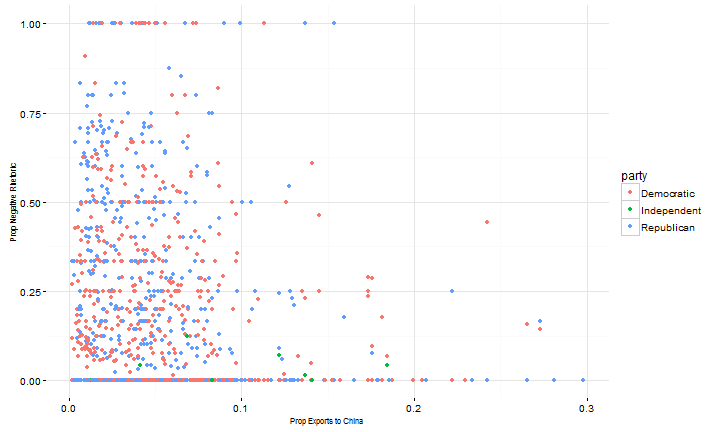 1.00
0.75
0.50
0.25
0.00
Prop Negative Rhetoric
0.0
0.1
0.2
0.3
Prop Exports to China
party
Democratic
Independent
Republican